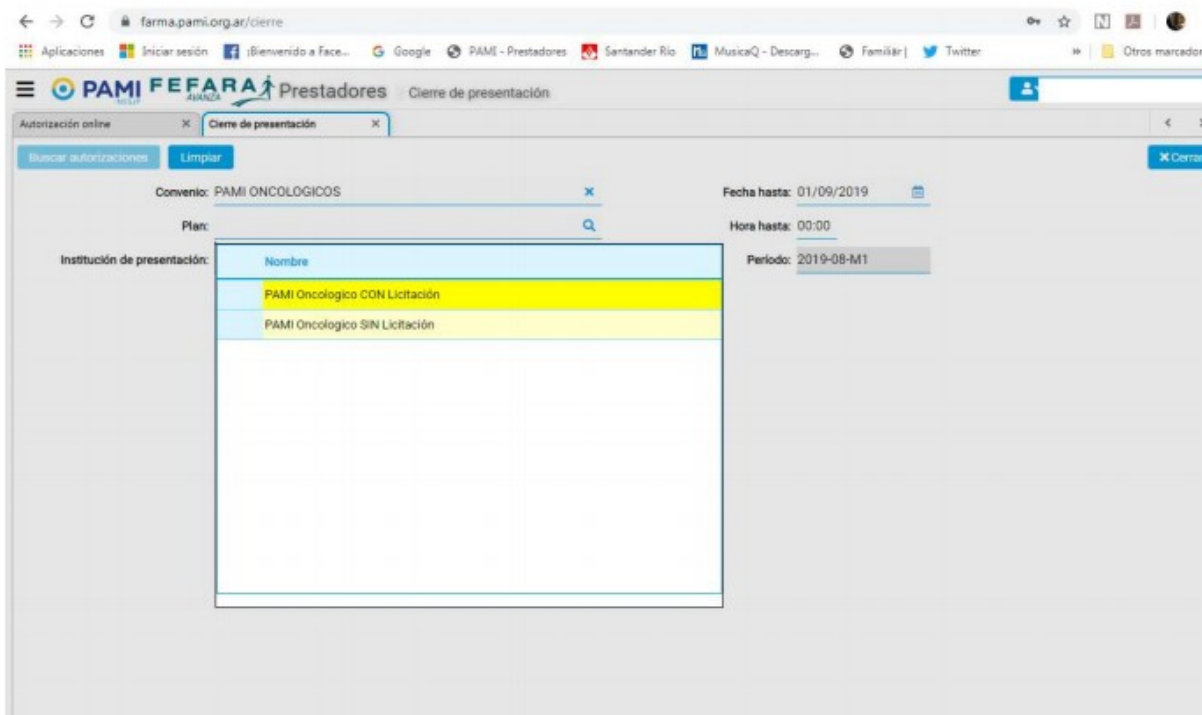 farma.pami.org.ar/cierre
Aplicaciones Iniciar sesión ¡Bienvenido a Face... Google PAMI - Prestadores Santander Rio MusicaQ - Descarg... Familiar | Twitter » Otros marcador
PAMI FEFARA AVANZA Prestadores Cierre de presentación
Autorización online Cierre de presentación
Buscar autorizaciones Limpiar Cerrar
Convenio: PAMI ONCOLOGICOS Fecha hasta: 01/09/2019
Plan: Hora hasta: 00:00
Institución de presentación: Nombre Período: 2019-08-M1
PAMI Oncologico CON Licitación
PAMI Oncologico SIN Licitación